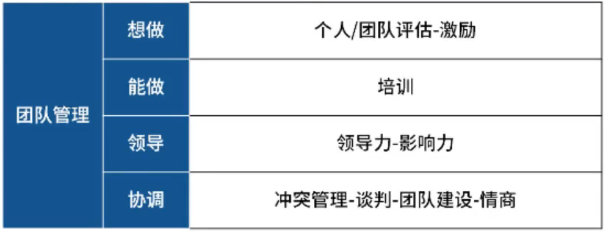 想做
个人/团队评估-激励
能做
培训
团队管理
领导
领导力-影响力
协调
冲突管理-谈判-团队建设-情商